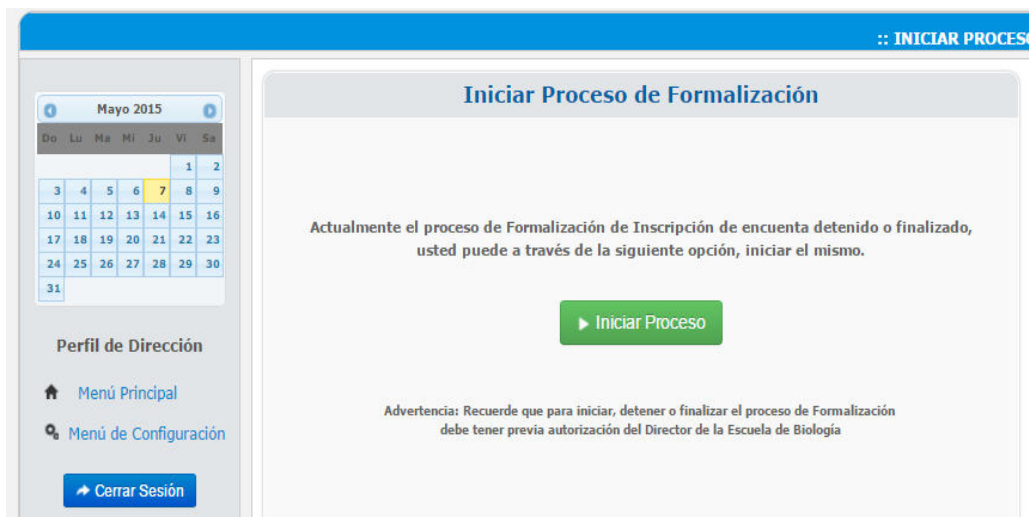 :: INICIAR PROCESO
Mayo 2015
Do Lu Ma Mi Ju Vi Sa
1 2
3 4 5 6 7 8 9
10 11 12 13 14 15 16
17 18 19 20 21 22 23
24 25 26 27 28 29 30
31
Perfil de Dirección
Menú Principal
Menú de Configuración
Cerrar Sesión
Iniciar Proceso de Formalización
Actualmente el proceso de Formalización de Inscripción de encuenta detenido o finalizado,
usted puede a través de la siguiente opción, iniciar el mismo.
Iniciar Proceso
Advertencia: Recuerde que para iniciar, detener o finalizar el proceso de Formalización
debe tener previa autorización del Director de la Escuela de Biología